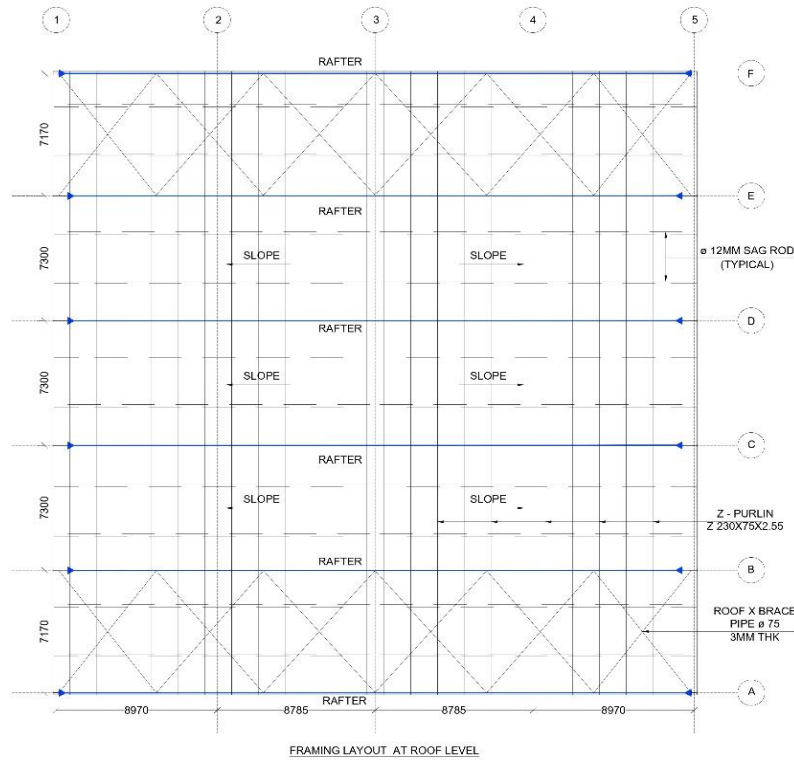 1 2 3 4 5
RAFTER
F
7170
E
RAFTER
7300
SLOPE SLOPE
ø 12MM SAG ROD
(TYPICAL)
D
RAFTER
7300
SLOPE SLOPE
C
RAFTER
7300
SLOPE SLOPE
Z - PURLIN
Z 230X75X2.55
RAFTER
B
7170
ROOF X BRACE
PIPE ø 75
3MM THK
A
RAFTER
8970 8785 8785 8970
FRAMING LAYOUT AT ROOF LEVEL